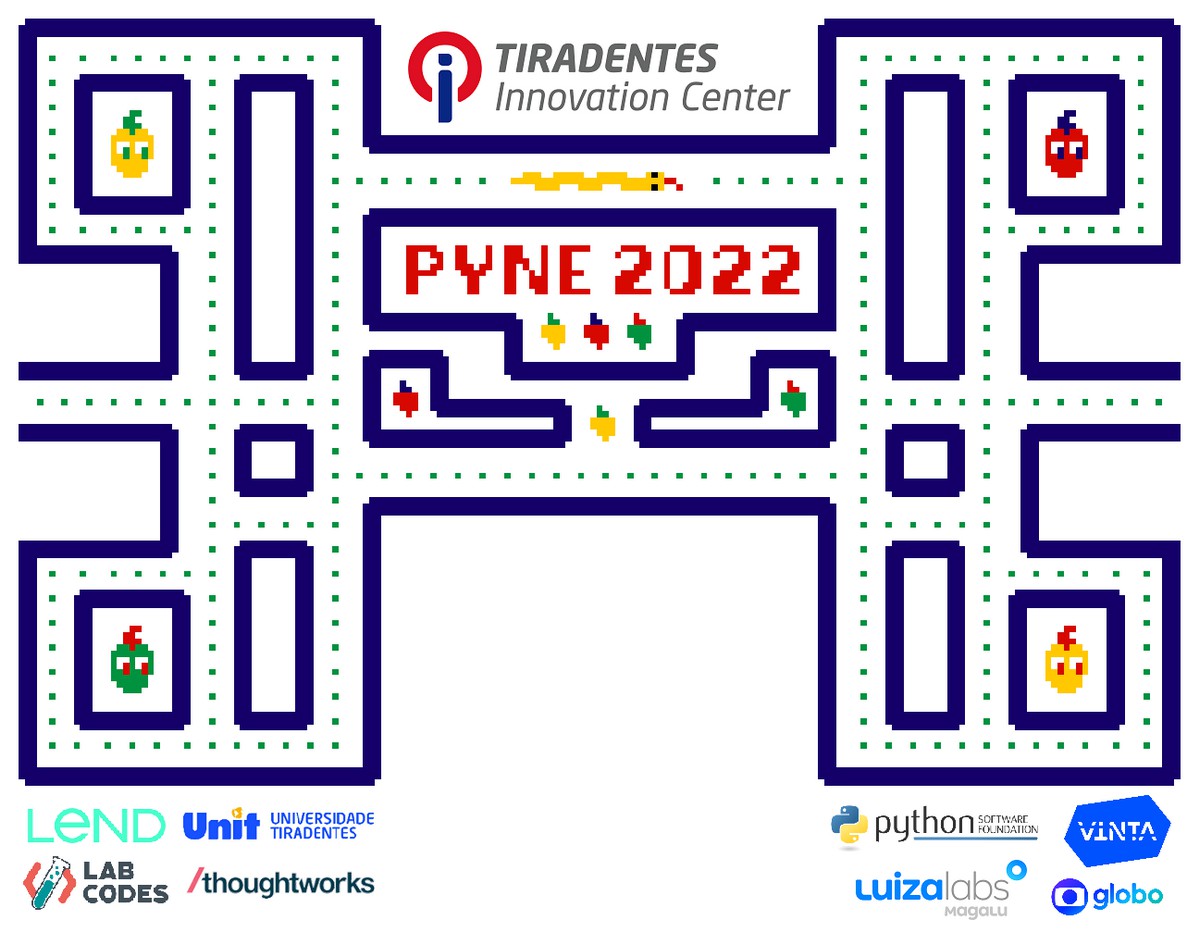 TIRADENTES
Innovation Center
PYNE 2022
LeND
Unit UNIVERSIDADE
TIRADENTES
LAB
CODES
/thoughtworks
python SOFTWARE
FOUNDATION
VINTA
Luizalabs
Magalu
globo